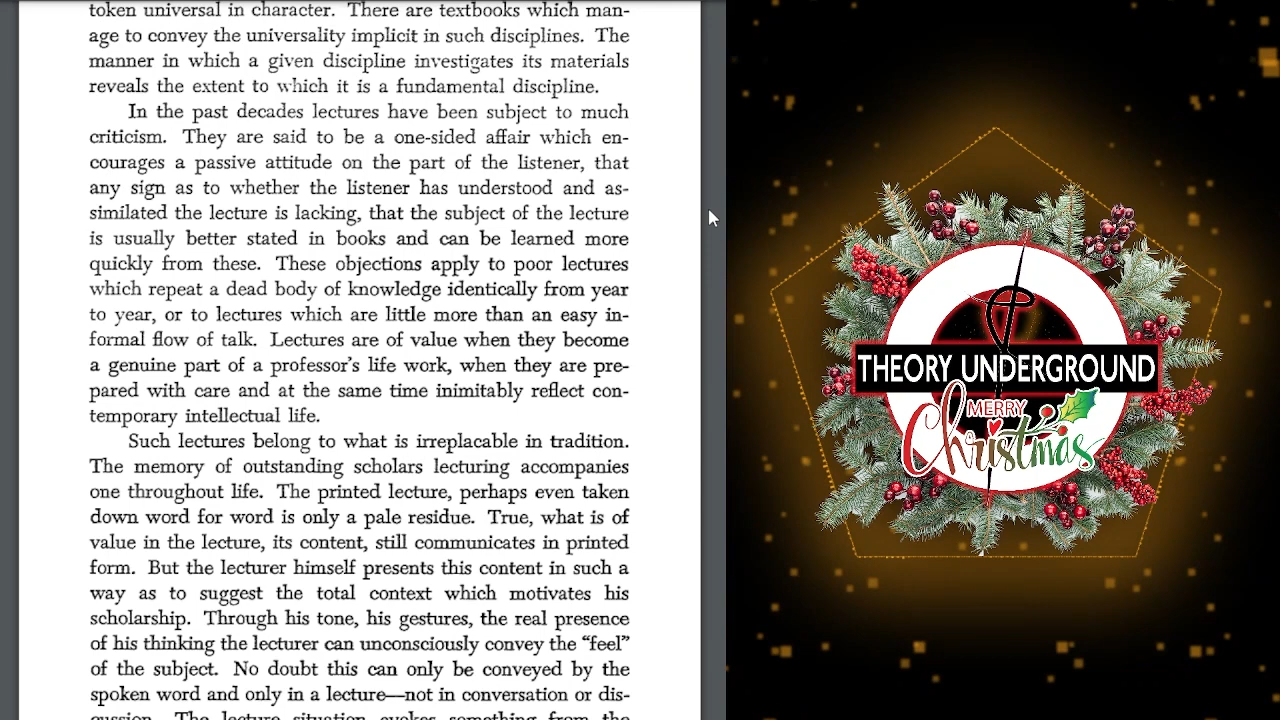 token universal in character. There are textbooks which man-
age to convey the universality implicit in such disciplines. The
manner in which a given discipline investigates its materials
reveals the extent to which it is a fundamental discipline.
In the past decades lectures have been subject to much
criticism. They are said to be a one-sided affair which en-
courages a passive attitude on the part of the listener, that
any sign as to whether the listener has understood and as-
similated the lecture is lacking, that the subject of the lecture
is usually better stated in books and can be learned more
quickly from these. These objections apply to poor lectures
which repeat a dead body of knowledge identically from year
to year, or to lectures which are little more than an easy in-
formal flow of talk. Lectures are of value when they become
a genuine part of a professor's life work, when they are pre-
pared with care and at the same time inimitably reflect con-
temporary intellectual life.
Such lectures belong to what is irreplacable in tradition.
The memory of outstanding scholars lecturing accompanies
one throughout life. The printed lecture, perhaps even taken
down word for word is only a pale residue. True, what is of
value in the lecture, its content, still communicates in printed
form. But the lecturer himself presents this content in such a
way as to suggest the total context which motivates his
scholarship. Through his tone, his gestures, the real presence
of his thinking the lecturer can unconsciously convey the “feel”
of the subject. No doubt this can only be conveyed by the
spoken word and only in a lecture—not in conversation or dis-
cussion. The lecture situation evokes something from the
THEORY UNDERGROUND
MERRY
Christmas